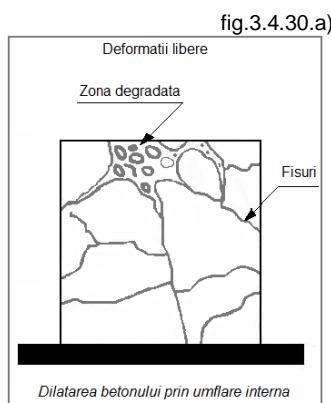 fig.3.4.30.a)
Deformatii libere
Zona degradata
Fisuri
Dilatarea betonului prin umflare interna